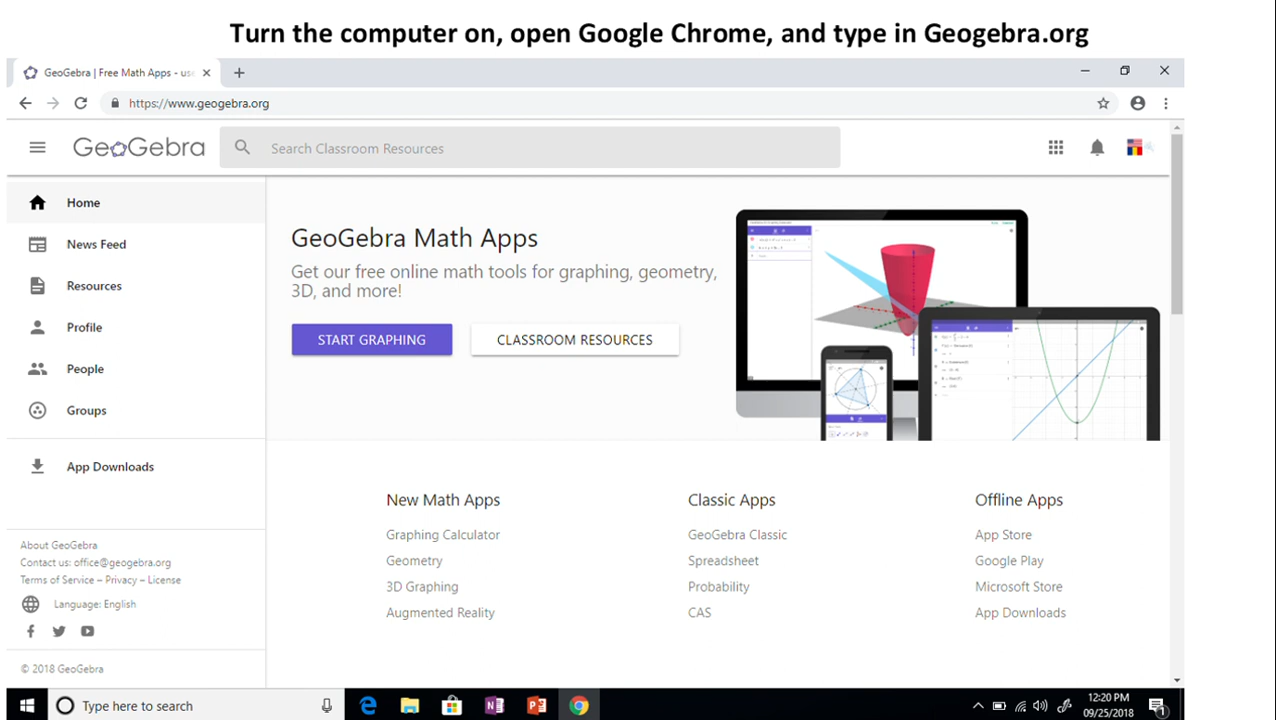 Turn the computer on, open Google Chrome, and type in Geogebra.org
GeoGebra | Free Math Apps - us
https://www.geogebra.org
GeoGebra
Search Classroom Resources
Home
News Feed
Resources
Profile
People
Groups
App Downloads
About GeoGebra
Contact us: office@geogebra.org
Terms of Service – Privacy – License
Language: English
© 2018 GeoGebra
GeoGebra Math Apps
Get our free online math tools for graphing, geometry,
3D, and more!
START GRAPHING
CLASSROOM RESOURCES
New Math Apps
Graphing Calculator
Geometry
3D Graphing
Augmented Reality
Classic Apps
GeoGebra Classic
Spreadsheet
Probability
CAS
Offline Apps
App Store
Google Play
Microsoft Store
App Downloads
Type here to search
12:20 PM
09/25/2018
1